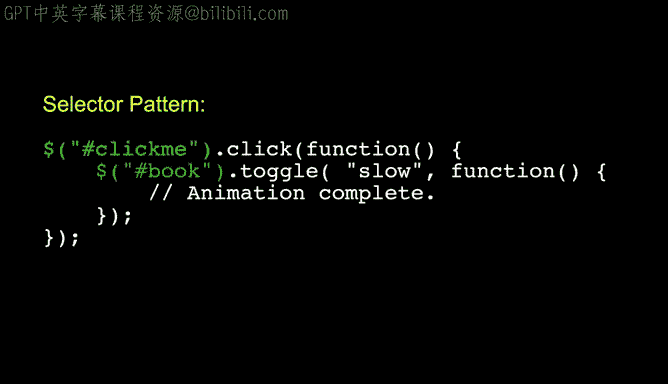 GPT中英字幕课程资源@bilibili.com
Selector Pattern:
$("#clickme").click(function() {
$("#book").toggle( "slow", function() {
// Animation complete.
});
});